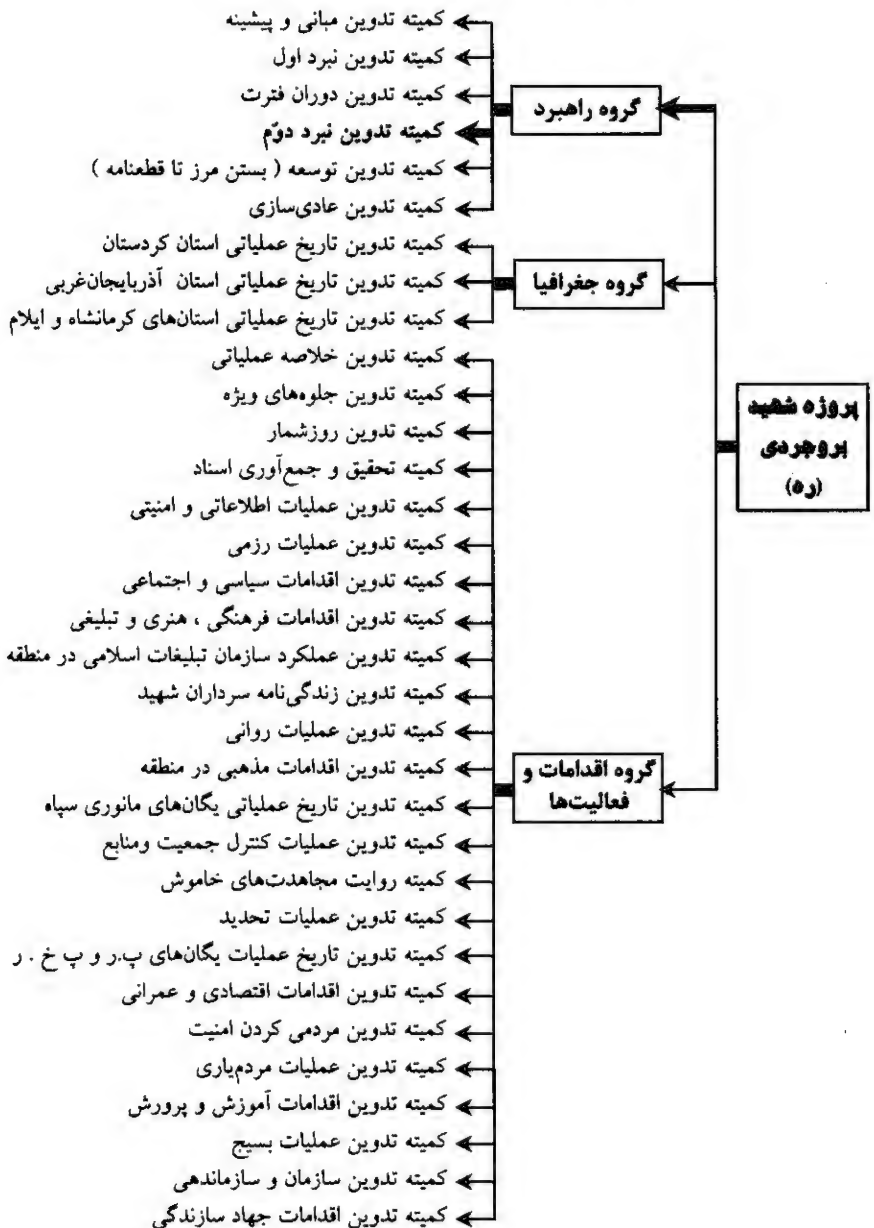 پروژه شهید
بروجردی
(ره)
گروه راهبرد
کمیته تدوین مبانی و پیشینه
کمیته تدوین نبرد اول
کمیته تدوین دوران فترت
کمیته تدوین نبرد دوّم
کمیته تدوین توسعه ( بستن مرز تا قطعنامه )
کمیته تدوین عادی‌سازی
گروه جغرافیا
کمیته تدوین تاریخ عملیاتی استان کردستان
کمیته تدوین تاریخ عملیاتی استان آذربایجان‌غربی
کمیته تدوین تاریخ عملیاتی استان‌های کرمانشاه و ایلام
گروه اقدامات و
فعالیت‌ها
کمیته تدوین خلاصه عملیاتی
کمیته تدوین جلوه‌های ویژه
کمیته تدوین روزشمار
کمیته تحقیق و جمع‌آوری اسناد
کمیته تدوین عملیات اطلاعاتی و امنیتی
کمیته تدوین عملیات رزمی
کمیته تدوین اقدامات سیاسی و اجتماعی
کمیته تدوین اقدامات فرهنگی ، هنری و تبلیغی
کمیته تدوین عملکرد سازمان تبلیغات اسلامی در منطقه
کمیته تدوین زندگی‌نامه سرداران شهید
کمیته تدوین عملیات روانی
کمیته تدوین اقدامات مذهبی در منطقه
کمیته تدوین تاریخ عملیاتی یگان‌های مانوری سپاه
کمیته تدوین عملیات کنترل جمعیت ومنابع
کمیته روایت مجاهدت‌های خاموش
کمیته تدوین عملیات تحدید
کمیته تدوین تاریخ عملیات یگان‌های پ.ر و پ خ . ر
کمیته تدوین اقدامات اقتصادی و عمرانی
کمیته تدوین مردمی کردن امنیت
کمیته تدوین عملیات مردم‌یاری
کمیته تدوین اقدامات آموزش و پرورش
کمیته تدوین عملیات بسیج
کمیته تدوین سازمان و سازماندهی
کمیته تدوین اقدامات جهاد سازندگی